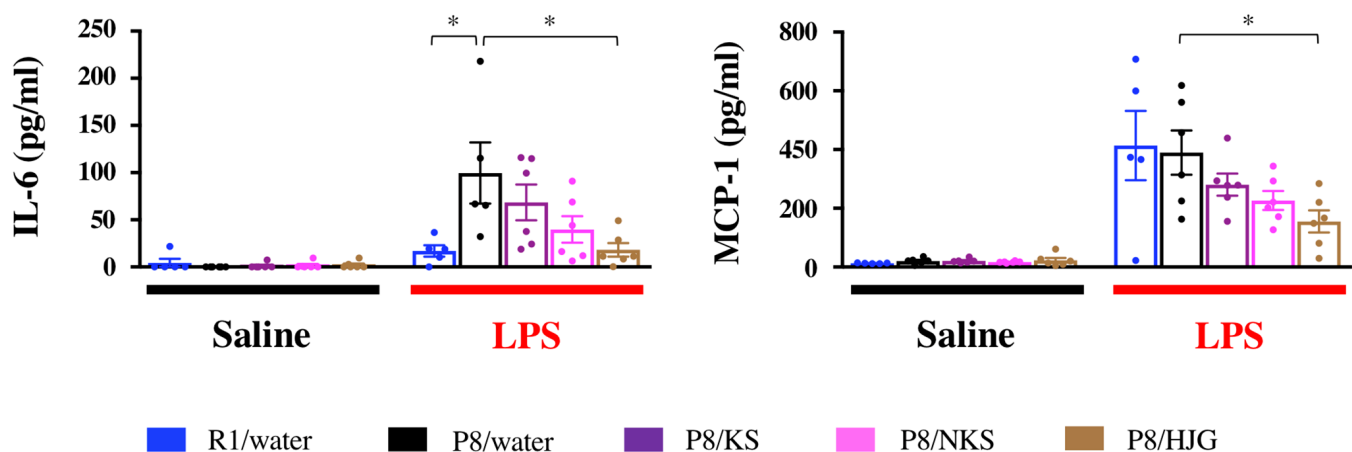 IL-6 (pg/ml)
250
200
150
100
50
0
*
*
Saline
LPS
MCP-1 (pg/ml)
800
600
450
200
0
*
Saline
LPS
R1/water
P8/water
P8/KS
P8/NKS
P8/HJG